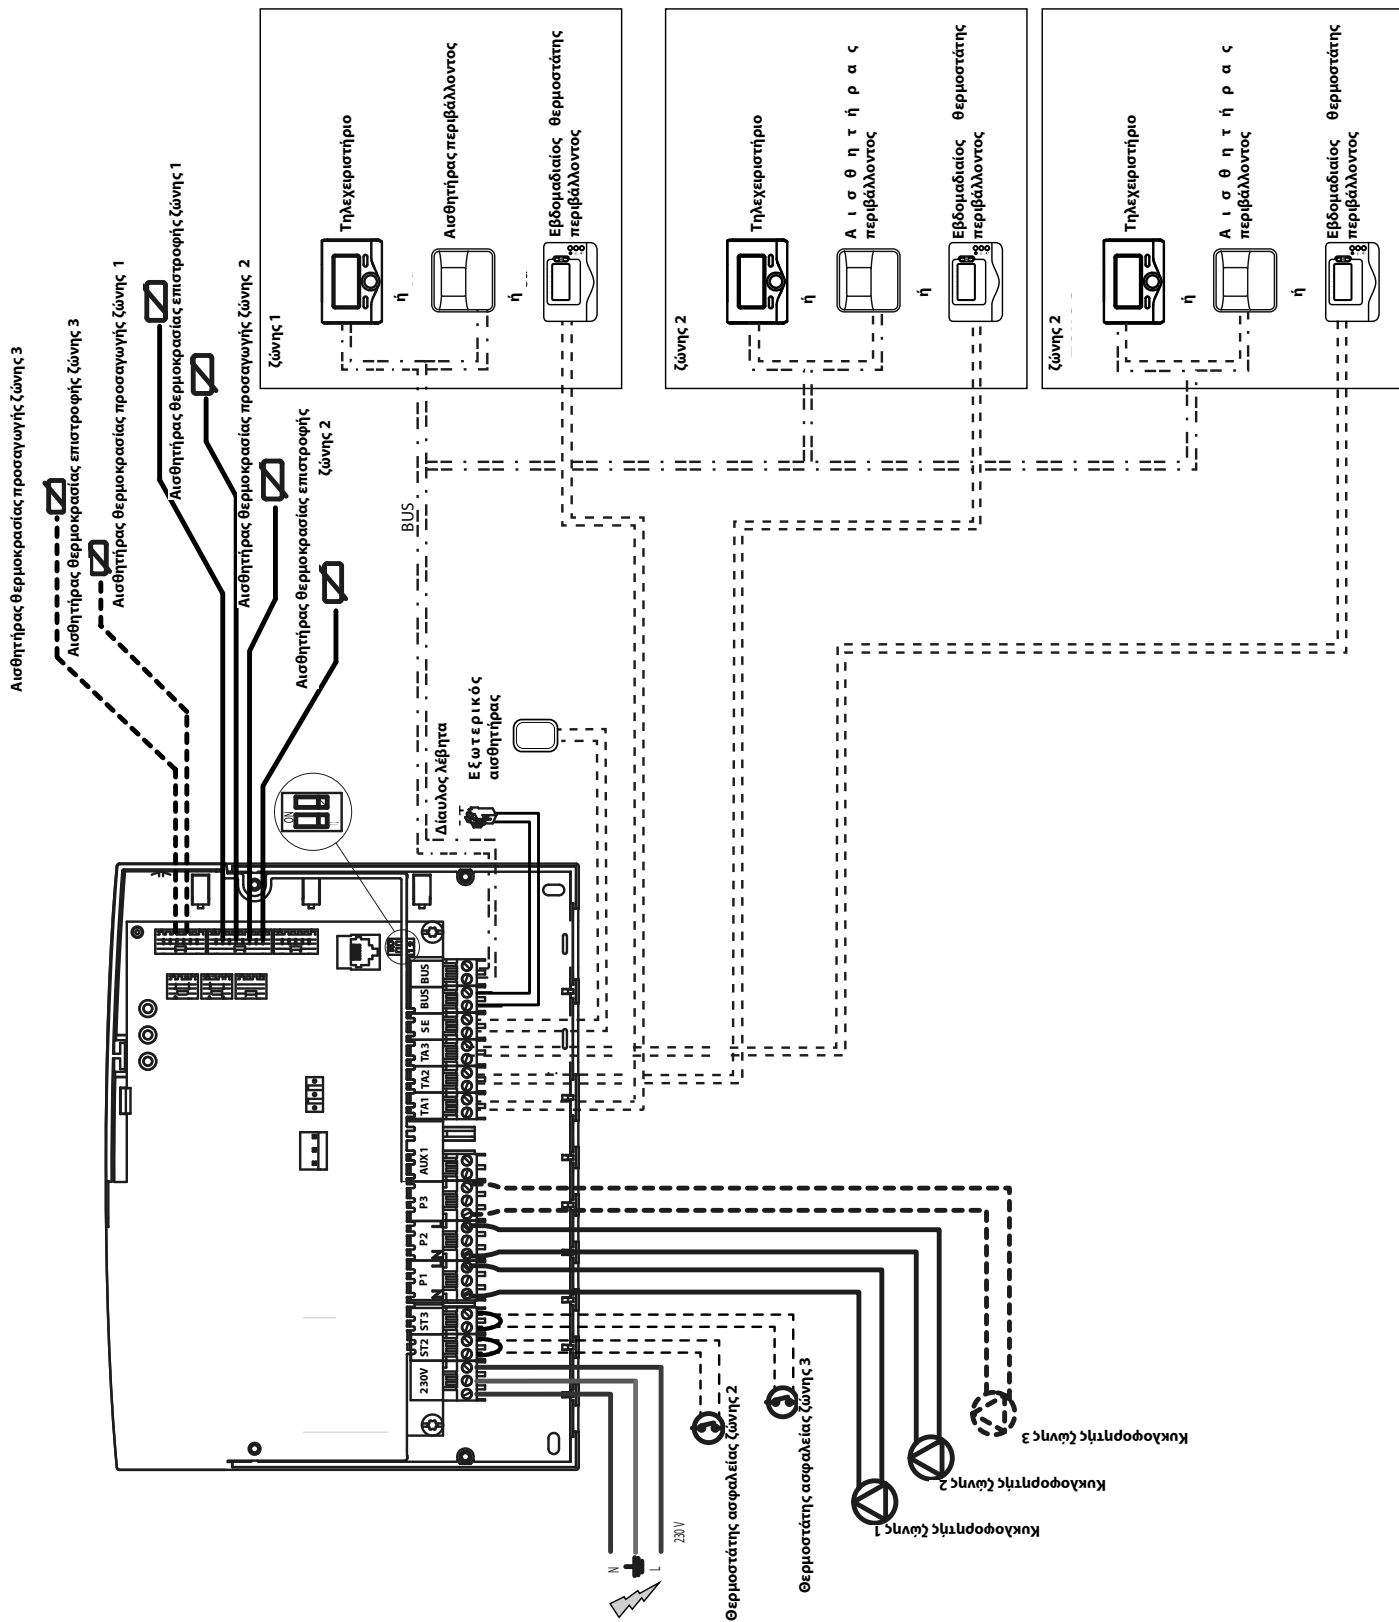 Αισθητήρας θερμοκρασίας προσαγωγής ζώνης 3
Αισθητήρας θερμοκρασίας επιστροφής ζώνης 3
Αισθητήρας θερμοκρασίας προσαγωγής ζώνης 1
Αισθητήρας θερμοκρασίας επιστροφής ζώνης 1
Αισθητήρας θερμοκρασίας προσαγωγής ζώνης 2
Αισθητήρας θερμοκρασίας επιστροφής
ζώνης 2
ζώνης 1
Τηλεχειριστήριο
ή
Αισθητήρας περιβάλλοντος
ή
Εβδομαδιαίος θερμοστάτης
περιβάλλοντος
ζώνης 2
Τηλεχειριστήριο
ή
Αισθητήρας
περιβάλλοντος
ή
Εβδομαδιαίος θερμοστάτης
περιβάλλοντος
ζώνης 2
Τηλεχειριστήριο
ή
Αισθητήρας
περιβάλλοντος
ή
Εβδομαδιαίος θερμοστάτης
περιβάλλοντος
BUS
Δίαυλος λέβητα
Εξωτερικός
αισθητήρας
ON
230V
ST2
ST3
P1
P2
P3
AUX1
TA1
TA2
TA3
SE
BUS
BUS
N
L
N
L
N
L
230 V
Θερμοστάτης ασφαλείας ζώνης 2
Θερμοστάτης ασφαλείας ζώνης 3
Κυκλοφορητής ζώνης
1
Κυκλοφορητής ζώνης 2
Κυκλοφορητής ζώνης 3